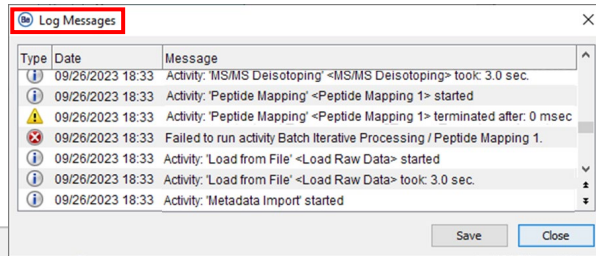 Be Log Messages
Type Date Message
09/26/2023 18:33 Activity: 'MS/MS Deisotoping' <MS/MS Deisotoping> took: 3.0 sec.
09/26/2023 18:33 Activity: 'Peptide Mapping' <Peptide Mapping 1> started
09/26/2023 18:33 Activity: 'Peptide Mapping' <Peptide Mapping 1> terminated after: 0 msec
09/26/2023 18:33 Failed to run activity Batch Iterative Processing / Peptide Mapping 1.
09/26/2023 18:33 Activity: 'Load from File' <Load Raw Data> started
09/26/2023 18:33 Activity: 'Load from File' <Load Raw Data> took: 3.0 sec.
09/26/2023 18:33 Activity: 'Metadata Import' started
Save Close